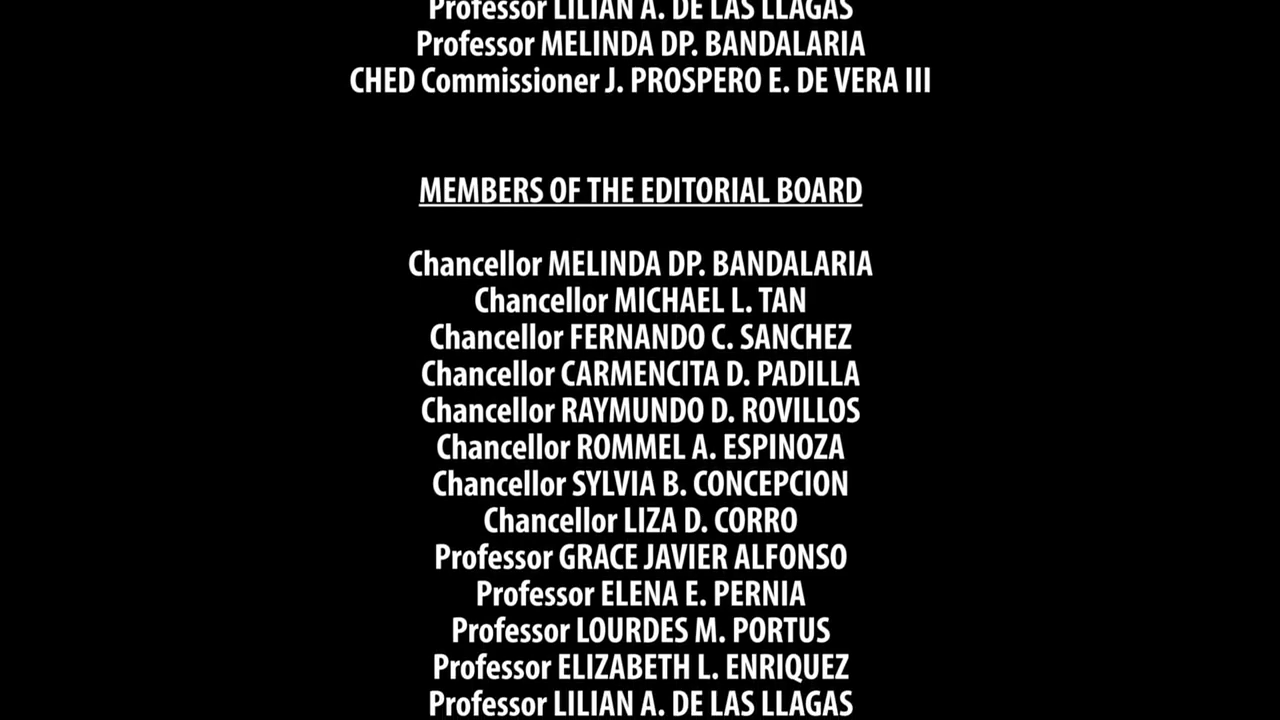 Professor LILIAN A. DE LAS LLAGAS
Professor MELINDA DP. BANDALARIA
CHED Commissioner J. PROSPERO E. DE VERA III
MEMBERS OF THE EDITORIAL BOARD
Chancellor MELINDA DP. BANDALARIA
Chancellor MICHAEL L. TAN
Chancellor FERNANDO C. SANCHEZ
Chancellor CARMENCITA D. PADILLA
Chancellor RAYMUNDO D. ROVILLOS
Chancellor ROMMEL A. ESPINOZA
Chancellor SYLVIA B. CONCEPCION
Chancellor LIZA D. CORRO
Professor GRACE JAVIER ALFONSO
Professor ELENA E. PERNIA
Professor LOURDES M. PORTUS
Professor ELIZABETH L. ENRIQUEZ
Professor LILIAN A. DE LAS LLAGAS